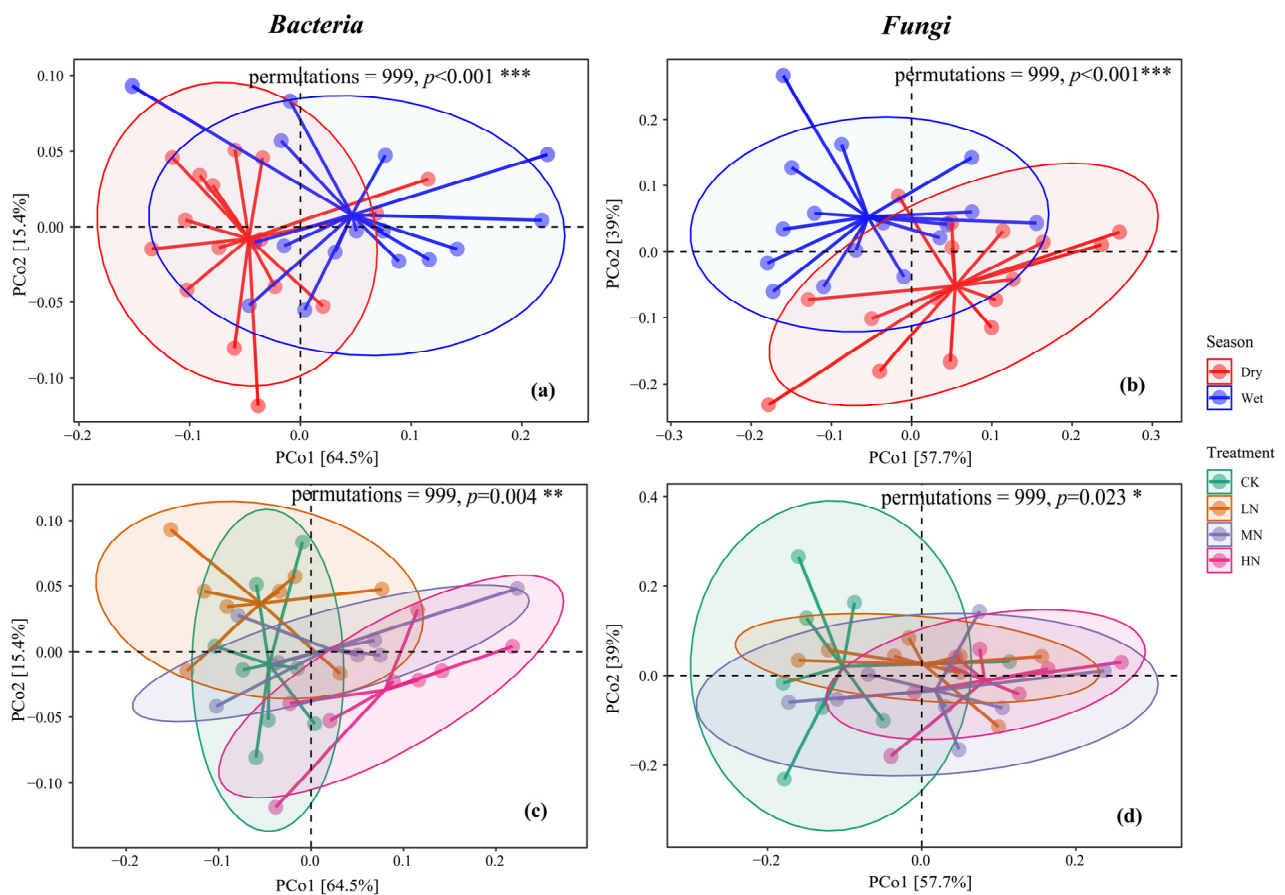 Bacteria
Fungi
permutations = 999, p<0.001 ***
permutations = 999, p<0.001***
0.10
0.05
0.00
−0.05
−0.10
PCo2 [15.4%]
(a)
−0.2
−0.1
0.0
0.1
0.2
PCo1 [64.5%]
0.2
0.1
0.0
−0.1
−0.2
PCo2 [39%]
(b)
−0.3
−0.2
−0.1
0.0
0.1
0.2
0.3
PCo1 [57.7%]
Season
Dry
Wet
Treatment
CK
LN
MN
HN
permutations = 999, p=0.004 **
0.10
0.05
0.00
−0.05
−0.10
PCo2 [15.4%]
(c)
−0.2
−0.1
0.0
0.1
0.2
PCo1 [64.5%]
permutations = 999, p=0.023 *
0.4
0.2
0.0
−0.2
PCo2 [39%]
(d)
−0.2
0.0
0.2
PCo1 [57.7%]